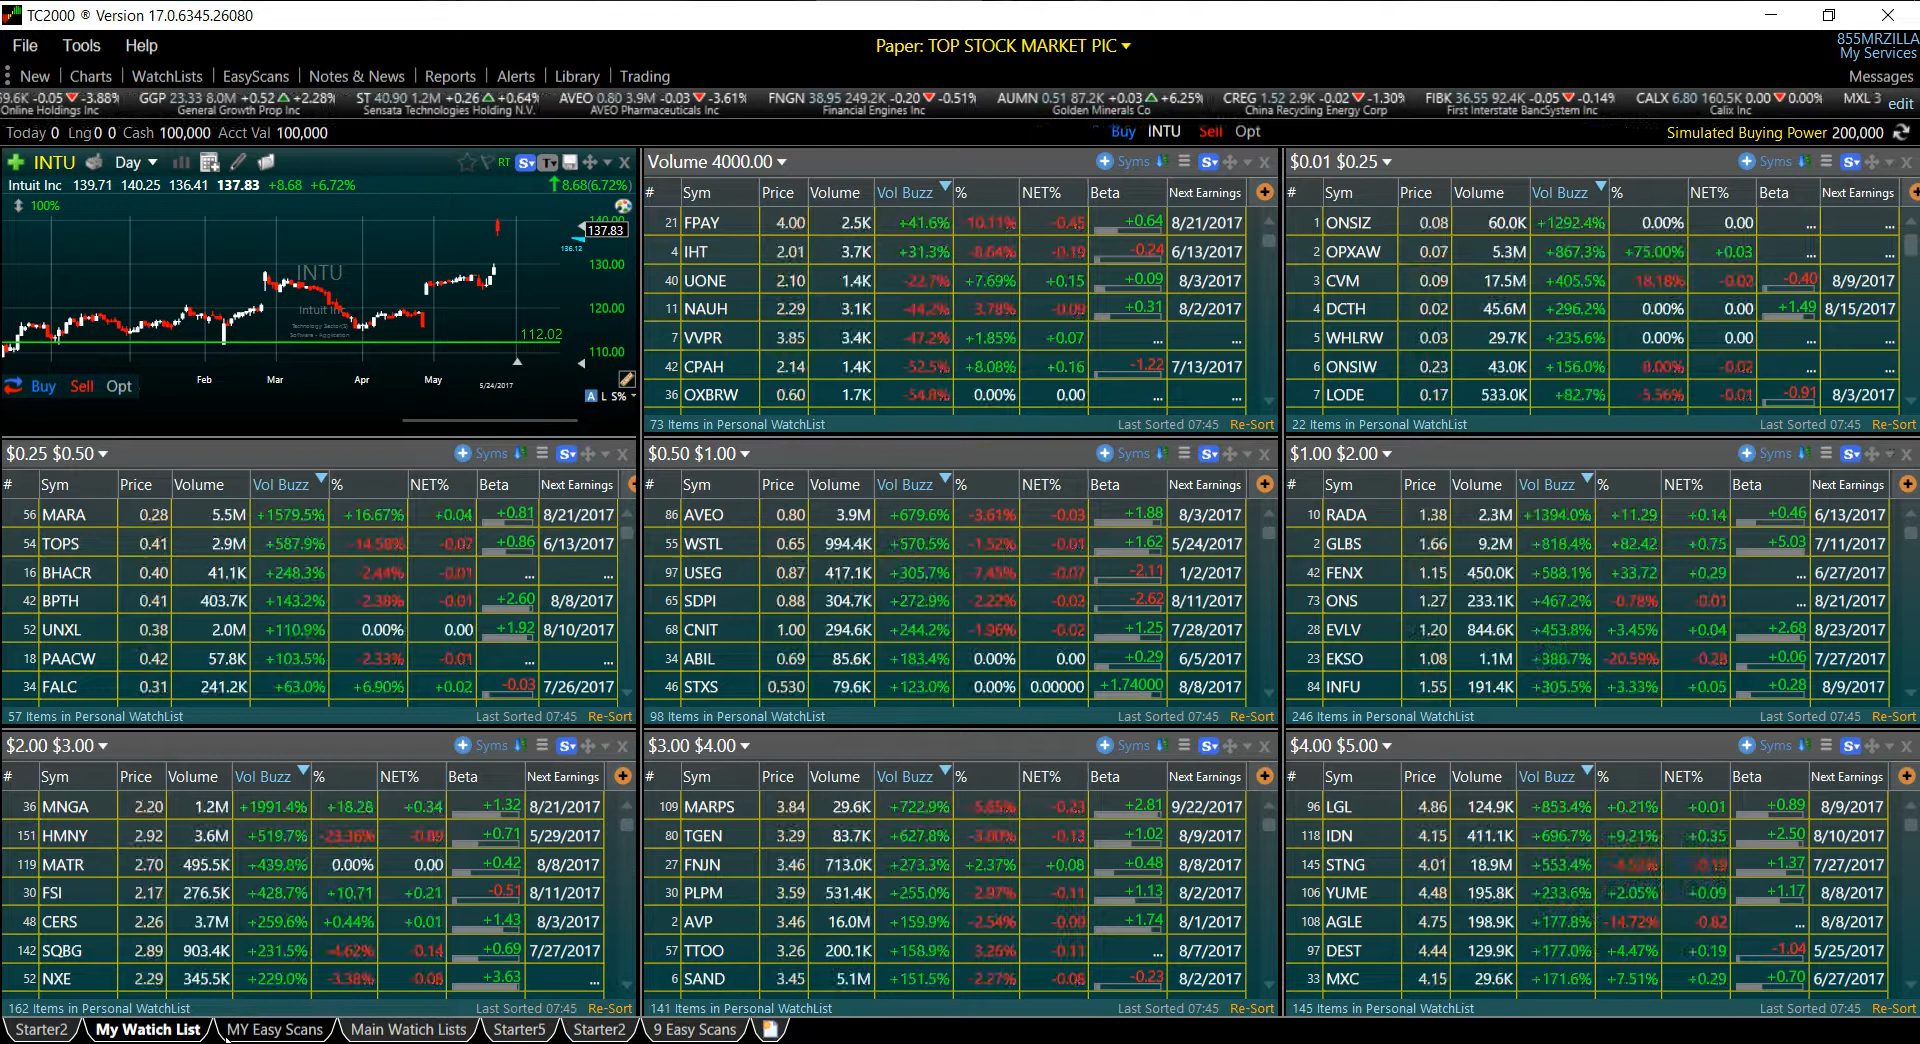 TC2000 ® Version 17.0.6345.26080
File Tools Help
Paper: TOP STOCK MARKET PIC
855MRZILLA
My Services
New Charts WatchLists EasyScans Notes & News Reports Alerts Library Trading
Messages
59.6K -0.05 -3.88% GGP 23.33 8.0M +0.52 +2.28% ST 40.90 1.2M +0.26 +0.64% AVEO 0.80 3.9M -0.03 -3.61% FNGN 38.95 249.2K -0.20 -0.51% AUMN 0.51 87.2K +0.03 +6.25% CREG 1.52 2.9K -0.02 -1.30% FIBK 36.55 92.4K -0.05 -0.14% CALX 6.80 160.5K 0.00 0.00% MXL 3 edit
Online Holdings Inc General Growth Prop Inc Sensata Technologies Holding N.V. AVEO Pharmaceuticals Inc Financial Engines Inc Golden Minerals Co China Recycling Energy Corp First Interstate BancSystem Inc Calix Inc
Today 0 Lng 0 0 Cash 100,000 Acct Val 100,000
Buy INTU Sell Opt
Simulated Buying Power 200,000
INTU Day RT S T
Intuit Inc 139.71 140.25 136.41 137.83 +8.68 +6.72% 8.68(6.72%)
100%
140.00
137.83
136.12
130.00
120.00
112.02
110.00
INTU
Intuit In
Technology Sector(S)
Software - Application
Feb Mar Apr May 5/24/2017
Buy Sell Opt
A L S%
Volume 4000.00 Syms S
# Sym Price Volume Vol Buzz % NET% Beta Next Earnings
21 FPAY 4.00 2.5K +41.6% -10.11% -0.45 +0.64 8/21/2017
4 IHT 2.01 3.7K +31.3% -8.64% -0.19 -0.24 6/13/2017
40 UONE 2.10 1.4K -22.7% +7.69% +0.15 +0.09 8/3/2017
11 NAUH 2.29 3.1K -44.2% -3.78% -0.09 +0.31 8/2/2017
7 VVPR 3.85 3.4K -47.2% +1.85% +0.07 ... ...
42 CPAH 2.14 1.4K -52.5% +8.08% +0.16 -1.22 7/13/2017
36 OXBRW 0.60 1.7K -54.8% 0.00% 0.00 ... ...
73 Items in Personal WatchList Last Sorted 07:45 Re-Sort
$0.01 $0.25 Syms S
# Sym Price Volume Vol Buzz % NET% Beta Next Earnings
1 ONSIZ 0.08 60.0K +1292.4% 0.00% 0.00 ... ...
2 OPXAW 0.07 5.3M +867.3% +75.00% +0.03 ... ...
3 CVM 0.09 17.5M +405.5% -18.18% -0.02 -0.40 8/9/2017
4 DCTH 0.02 45.6M +296.2% 0.00% 0.00 +1.49 8/15/2017
5 WHLRW 0.03 29.7K +235.6% 0.00% 0.00 ... ...
6 ONSIW 0.23 43.0K +156.0% -8.00% -0.02 ... ...
7 LODE 0.17 533.0K +82.7% -5.56% -0.01 -0.91 8/3/2017
22 Items in Personal WatchList Last Sorted 07:45 Re-Sort
$0.25 $0.50 Syms S
# Sym Price Volume Vol Buzz % NET% Beta Next Earnings
56 MARA 0.28 5.5M +1579.5% +16.67% +0.04 +0.81 8/21/2017
54 TOPS 0.41 2.9M +587.9% -14.58% -0.07 +0.86 6/13/2017
16 BHACR 0.40 41.1K +248.3% -2.44% -0.01 ... ...
42 BPTH 0.41 403.7K +143.2% -2.38% -0.01 +2.60 8/8/2017
52 UNXL 0.38 2.0M +110.9% 0.00% 0.00 +1.92 8/10/2017
18 PAACW 0.42 57.8K +103.5% -2.33% -0.01 ... ...
34 FALC 0.31 241.2K +63.0% +6.90% +0.02 -0.03 7/26/2017
57 Items in Personal WatchList Last Sorted 07:45 Re-Sort
$0.50 $1.00 Syms S
# Sym Price Volume Vol Buzz % NET% Beta Next Earnings
86 AVEO 0.80 3.9M +679.6% -3.61% -0.03 +1.88 8/3/2017
55 WSTL 0.65 994.4K +570.5% -1.52% -0.01 +1.62 5/24/2017
97 USEG 0.87 417.1K +305.7% -7.45% -0.07 -2.11 1/2/2017
65 SDPI 0.88 304.7K +272.9% -2.22% -0.02 -2.62 8/11/2017
68 CNIT 1.00 294.6K +244.2% -1.96% -0.02 +1.25 7/28/2017
34 ABIL 0.69 85.6K +183.4% 0.00% 0.00 +0.29 6/5/2017
46 STXS 0.530 79.6K +123.0% 0.00% 0.00000 +1.74000 8/8/2017
98 Items in Personal WatchList Last Sorted 07:45 Re-Sort
$1.00 $2.00 Syms S
# Sym Price Volume Vol Buzz % NET% Beta Next Earnings
10 RADA 1.38 2.3M +1394.0% +11.29 +0.14 +0.46 6/13/2017
2 GLBS 1.66 9.2M +818.4% +82.42 +0.75 +5.03 7/11/2017
42 FENX 1.15 450.0K +588.1% +33.72 +0.29 ... 6/27/2017
73 ONS 1.27 233.1K +467.2% -0.78% -0.01 ... 8/21/2017
28 EVLV 1.20 844.6K +453.8% +3.45% +0.04 +2.68 8/23/2017
23 EKSO 1.08 1.1M +388.7% -20.59% -0.28 +0.06 7/27/2017
84 INFU 1.55 191.4K +305.5% +3.33% +0.05 +0.28 8/9/2017
246 Items in Personal WatchList Last Sorted 07:45 Re-Sort
$2.00 $3.00 Syms S
# Sym Price Volume Vol Buzz % NET% Beta Next Earnings
36 MNGA 2.20 1.2M +1991.4% +18.28 +0.34 +1.32 8/21/2017
151 HMNY 2.92 3.6M +519.7% -23.36% -0.89 +0.71 5/29/2017
119 MATR 2.70 495.5K +439.8% 0.00% 0.00 +0.42 8/8/2017
30 FSI 2.17 276.5K +428.7% +10.71 +0.21 -0.51 8/11/2017
48 CERS 2.26 3.7M +259.6% +0.44% +0.01 +1.43 8/3/2017
142 SQBG 2.89 903.4K +231.5% -4.62% -0.14 +0.69 7/27/2017
52 NXE 2.29 345.5K +229.0% -3.38% -0.08 +3.63 ...
162 Items in Personal WatchList Last Sorted 07:45 Re-Sort
$3.00 $4.00 Syms S
# Sym Price Volume Vol Buzz % NET% Beta Next Earnings
109 MARPS 3.84 29.6K +722.9% -5.65% -0.23 +2.81 9/22/2017
80 TGEN 3.29 83.7K +627.8% -3.80% -0.13 +1.02 8/9/2017
27 FNJN 3.46 713.0K +273.3% +2.37% +0.08 +0.48 8/8/2017
30 PLPM 3.59 531.4K +255.0% -2.97% -0.11 +1.13 8/2/2017
2 AVP 3.46 16.0M +159.9% -2.54% -0.09 +1.74 8/1/2017
57 TTOO 3.26 200.1K +158.9% -3.26% -0.11 ... 8/7/2017
6 SAND 3.45 5.1M +151.5% -2.27% -0.08 -0.23 8/2/2017
141 Items in Personal WatchList Last Sorted 07:45 Re-Sort
$4.00 $5.00 Syms S
# Sym Price Volume Vol Buzz % NET% Beta Next Earnings
96 LGL 4.86 124.9K +853.4% +0.21% +0.01 +0.89 8/9/2017
118 IDN 4.15 411.1K +696.7% +9.21% +0.35 +2.50 8/10/2017
145 STNG 4.01 18.9M +553.4% -4.52% -0.19 +1.37 7/27/2017
106 YUME 4.48 195.8K +233.6% +2.05% +0.09 +1.17 8/8/2017
108 AGLE 4.75 198.9K +177.8% -14.72% -0.82 ... 8/8/2017
97 DEST 4.44 129.9K +177.0% +4.47% +0.19 -1.04 5/25/2017
33 MXC 4.15 29.6K +171.6% +7.51% +0.29 +0.70 6/27/2017
145 Items in Personal WatchList Last Sorted 07:45 Re-Sort
Starter2 My Watich List MY Easy Scans Main Watich Lists Starter5 Starter2 9 Easy Scans